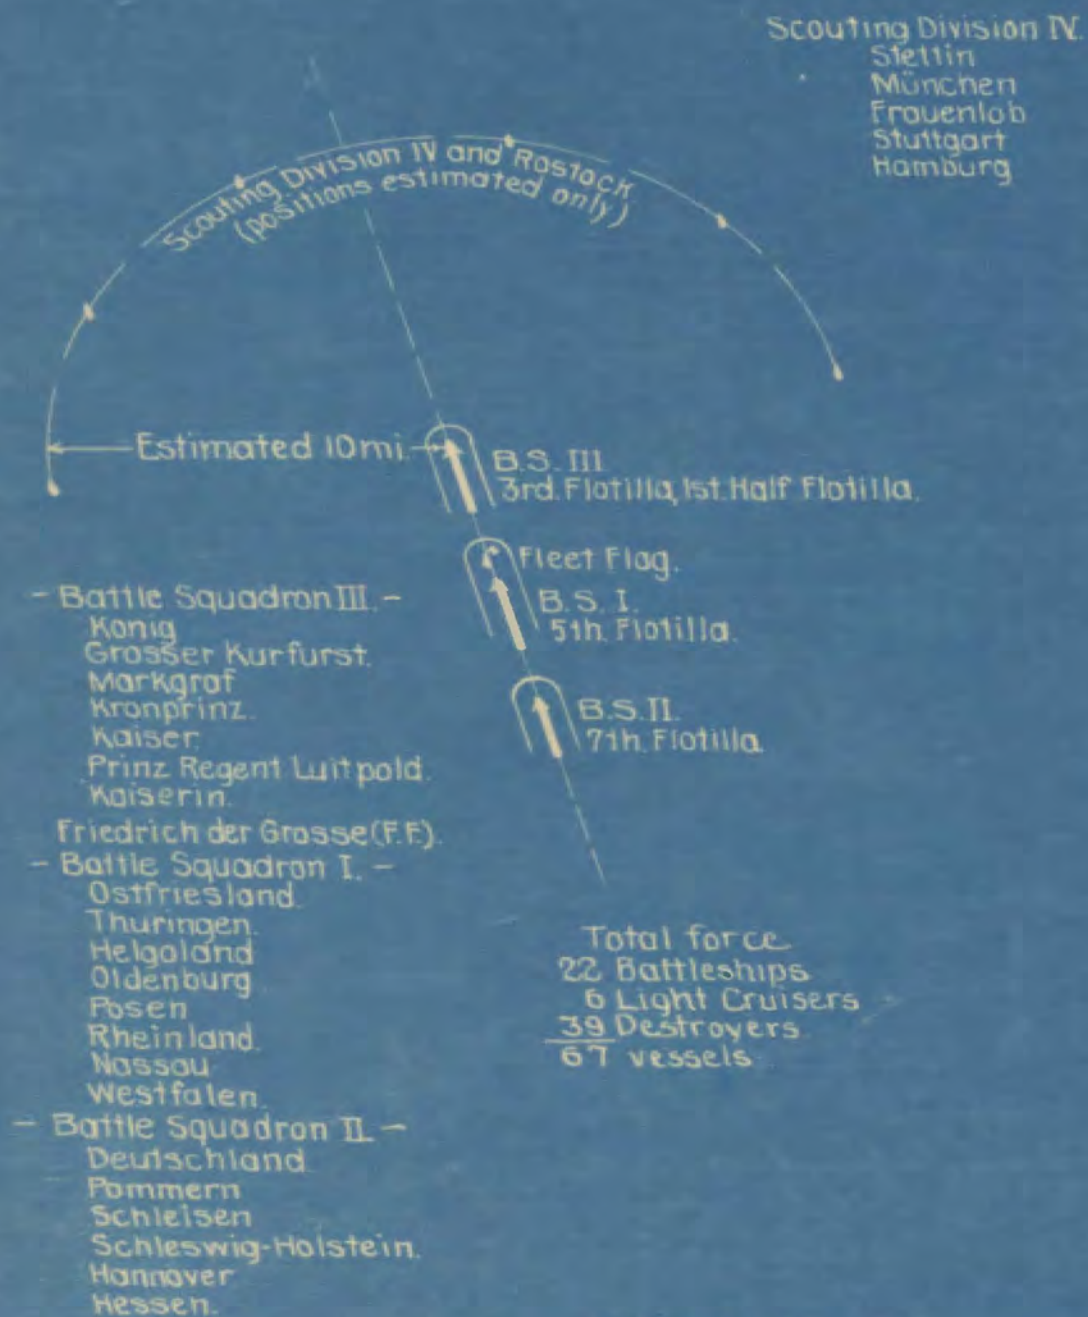 Scouting Division IV.
Stettin
München
Frauenlob
Stuttgart
Hamburg
Scouting Division IV and Rostock
(positions estimated only)
Estimated 10 mi.
B.S. III
3rd. Flotilla, 1st. Half Flotilla.
Fleet Flag.
B.S. I.
5th. Flotilla.
B.S. II.
7th. Flotilla
- Battle Squadron III. -
König
Grosser Kurfurst.
Markgraf
Kronprinz.
Kaiser.
Prinz Regent Luitpold.
Kaiserin.
Friedrich der Grosse (F.F.).
- Battle Squadron I. -
Ostfriesland.
Thuringen.
Helgoland
Oldenburg
Posen
Rheinland.
Nassau
Westfalen.
- Battle Squadron II -
Deutschland
Pommern
Schleisen
Schleswig-Holstein.
Hannover
Hessen.
Total force
22 Battleships
6 Light Cruisers
39 Destroyers
67 vessels